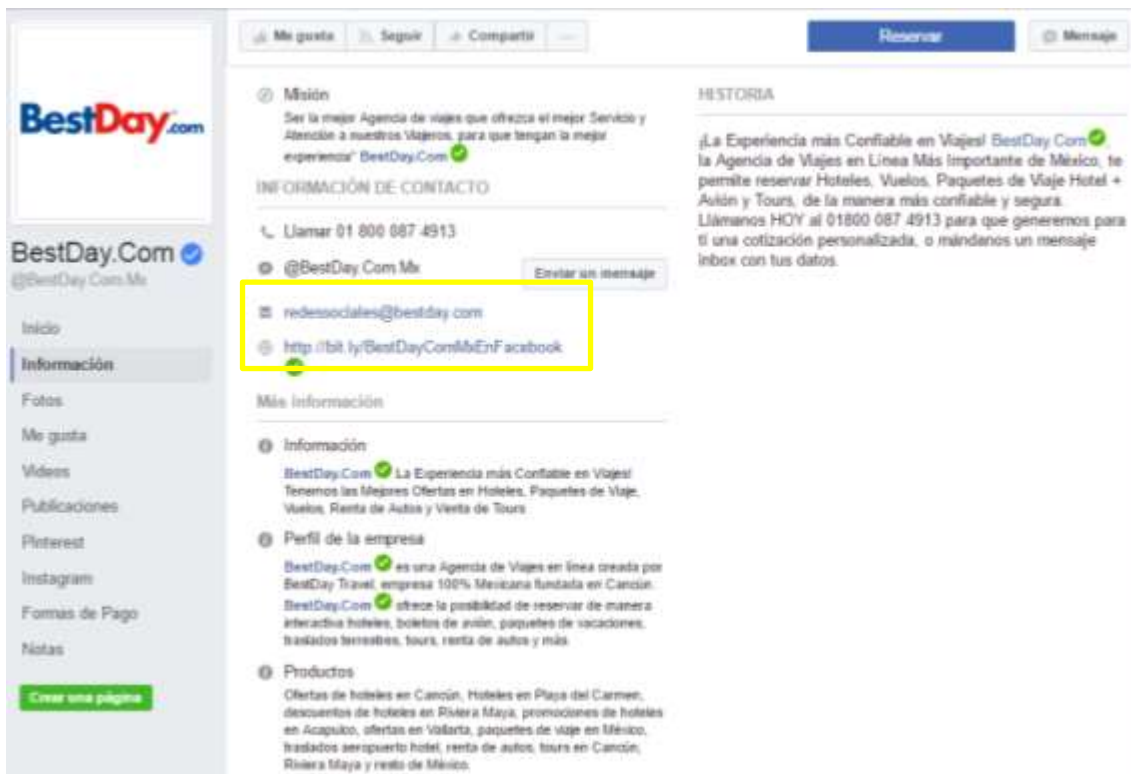 BestDay.com
BestDay.Com
@BestDay.Com.Mx
Inicio
Información
Fotos
Me gusta
Videos
Publicaciones
Pinterest
Instagram
Formas de Pago
Notas
Crear una página
Me gusta
Seguir
Compartir
Reservar
Mensaje
Misión
Ser la mejor Agencia de viajes que ofrezca el mejor Servicio y
Atención a nuestros Viajeros, para que tengan la mejor
experiencia" BestDay.Com
INFORMACIÓN DE CONTACTO
Llamar 01 800 087 4913
@BestDay.Com.Mx
Enviar un mensaje
redessociales@bestday.com
http://bit.ly/BestDayComMxEnFacebook
Más información
Información
BestDay.Com La Experiencia más Confiable en Viajes!
Tenemos las Mejores Ofertas en Hoteles, Paquetes de Viaje,
Vuelos, Renta de Autos y Venta de Tours
Perfil de la empresa
BestDay.Com es una Agencia de Viajes en línea creada por
BestDay Travel, empresa 100% Mexicana fundada en Cancún.
BestDay.Com ofrece la posibilidad de reservar de manera
interactiva hoteles, boletos de avión, paquetes de vacaciones,
traslados terrestres, tours, renta de autos y más
Productos
Ofertas de hoteles en Cancún, Hoteles en Playa del Carmen,
descuentos de hoteles en Riviera Maya, promociones de hoteles
en Acapulco, ofertas en Vallarta, paquetes de viaje en México,
traslados aeropuerto hotel, renta de autos, tours en Cancún,
Riviera Maya y resto de México.
HISTORIA
¡La Experiencia más Confiable en Viajes! BestDay.Com,
la Agencia de Viajes en Línea Más Importante de México, te
permite reservar Hoteles, Vuelos, Paquetes de Viaje Hotel +
Avión y Tours, de la manera más confiable y segura.
Llámanos HOY al 01800 087 4913 para que generemos para
ti una cotización personalizada, o mándanos un mensaje
inbox con tus datos.